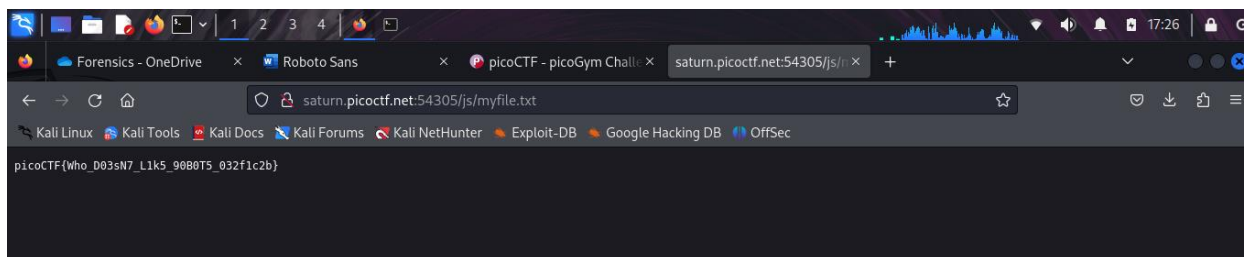 1 2 3 4 17:26
Forensics - OneDrive Roboto Sans picoCTF - picoGym Challe saturn.picoctf.net:54305/js/m
saturn.picoctf.net:54305/js/myfile.txt
Kali Linux Kali Tools Kali Docs Kali Forums Kali NetHunter Exploit-DB Google Hacking DB OffSec
picoCTF{Who_D03sN7_L1k5_90B0T5_032f1c2b}